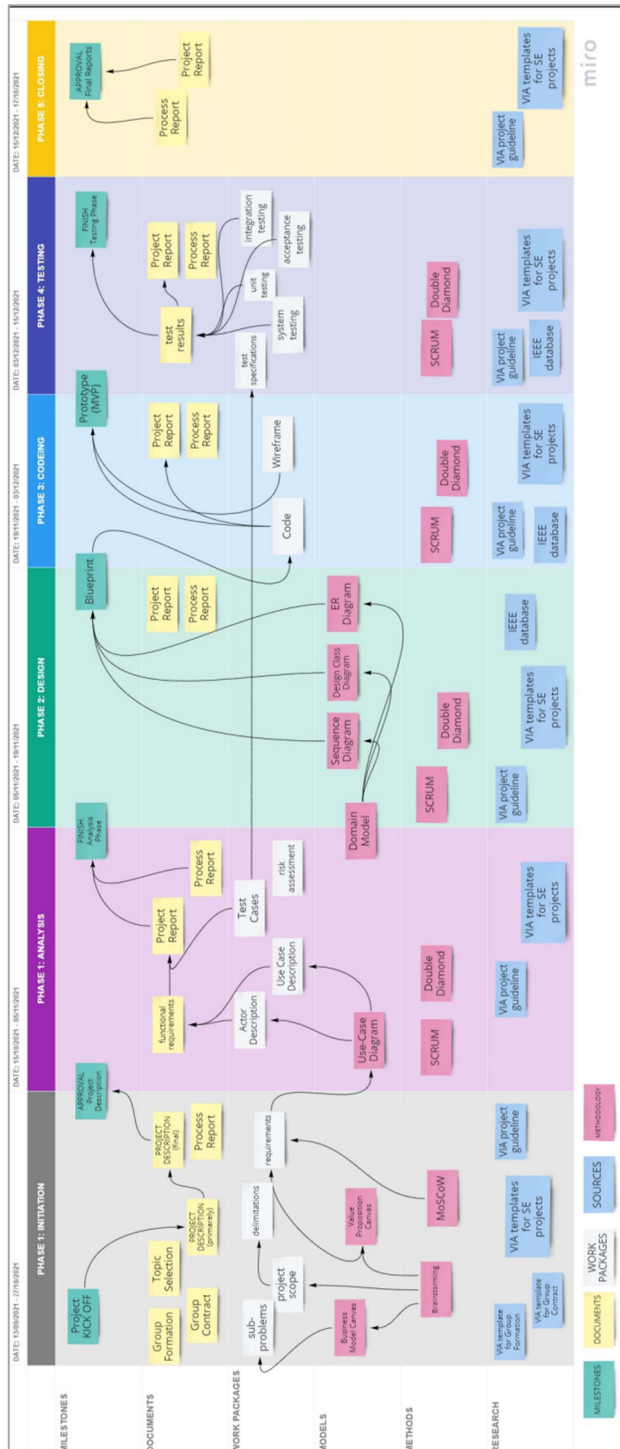 DATE: 13/09/2021 - 27/10/2021
PHASE 1: INITIATION
DATE: 15/10/2021 - 05/11/2021
PHASE 1: ANALYSIS
DATE: 05/11/2021 - 19/11/2021
PHASE 2: DESIGN
DATE: 19/11/2021 - 03/12/2021
PHASE 3: CODEING
DATE: 03/12/2021 - 15/12/2021
PHASE 4: TESTING
DATE: 15/12/2021 - 17/10/2021
PHASE 5: CLOSING
MILESTONES
Project
KICK OFF
APPROVAL
Project
Description
FINISH
Analysis
Phase
Blueprint
Prototype
(MVP)
FINISH
Testing Phase
APPROVAL
Final Reports
DOCUMENTS
Group
Formation
Topic
Selection
Group
Contract
PROJECT
DESCRIPTION
(primerely)
PROJECT
DESCRIPTION
(final)
Process
Report
functional
requirements
Project
Report
Process
Report
Project
Report
Process
Report
Project
Report
Process
Report
test
results
Project
Report
Process
Report
Process
Report
Project
Report
WORK PACKAGES
sub-
problems
project
scope
delimitations
requirements
Actor
Description
Use Case
Description
Test
Cases
risk
assessment
Code
Wireframe
test
specifications
system
testing
unit
testing
integration
testing
acceptance
testing
MODELS
Business
Model Canvas
Value
Proposition
Canvas
Use-Case
Diagram
Domain
Model
Sequence
Diagram
Design Class
Diagram
ER
Diagram
METHODS
Brainstorming
MoSCoW
SCRUM
Double
Diamond
SCRUM
Double
Diamond
SCRUM
Double
Diamond
SCRUM
Double
Diamond
RESEARCH
VIA template
for Group
Formation
VIA template
for Group
Contract
VIA templates
for SE
projects
VIA project
guideline
VIA project
guideline
VIA templates
for SE
projects
VIA project
guideline
VIA templates
for SE
projects
IEEE
database
VIA project
guideline
IEEE
database
VIA templates
for SE
projects
VIA project
guideline
IEEE
database
VIA templates
for SE
projects
VIA project
guideline
VIA templates
for SE
projects
MILESTONES
DOCUMENTS
WORK
PACKAGES
SOURCES
METHODOLOGY
miro